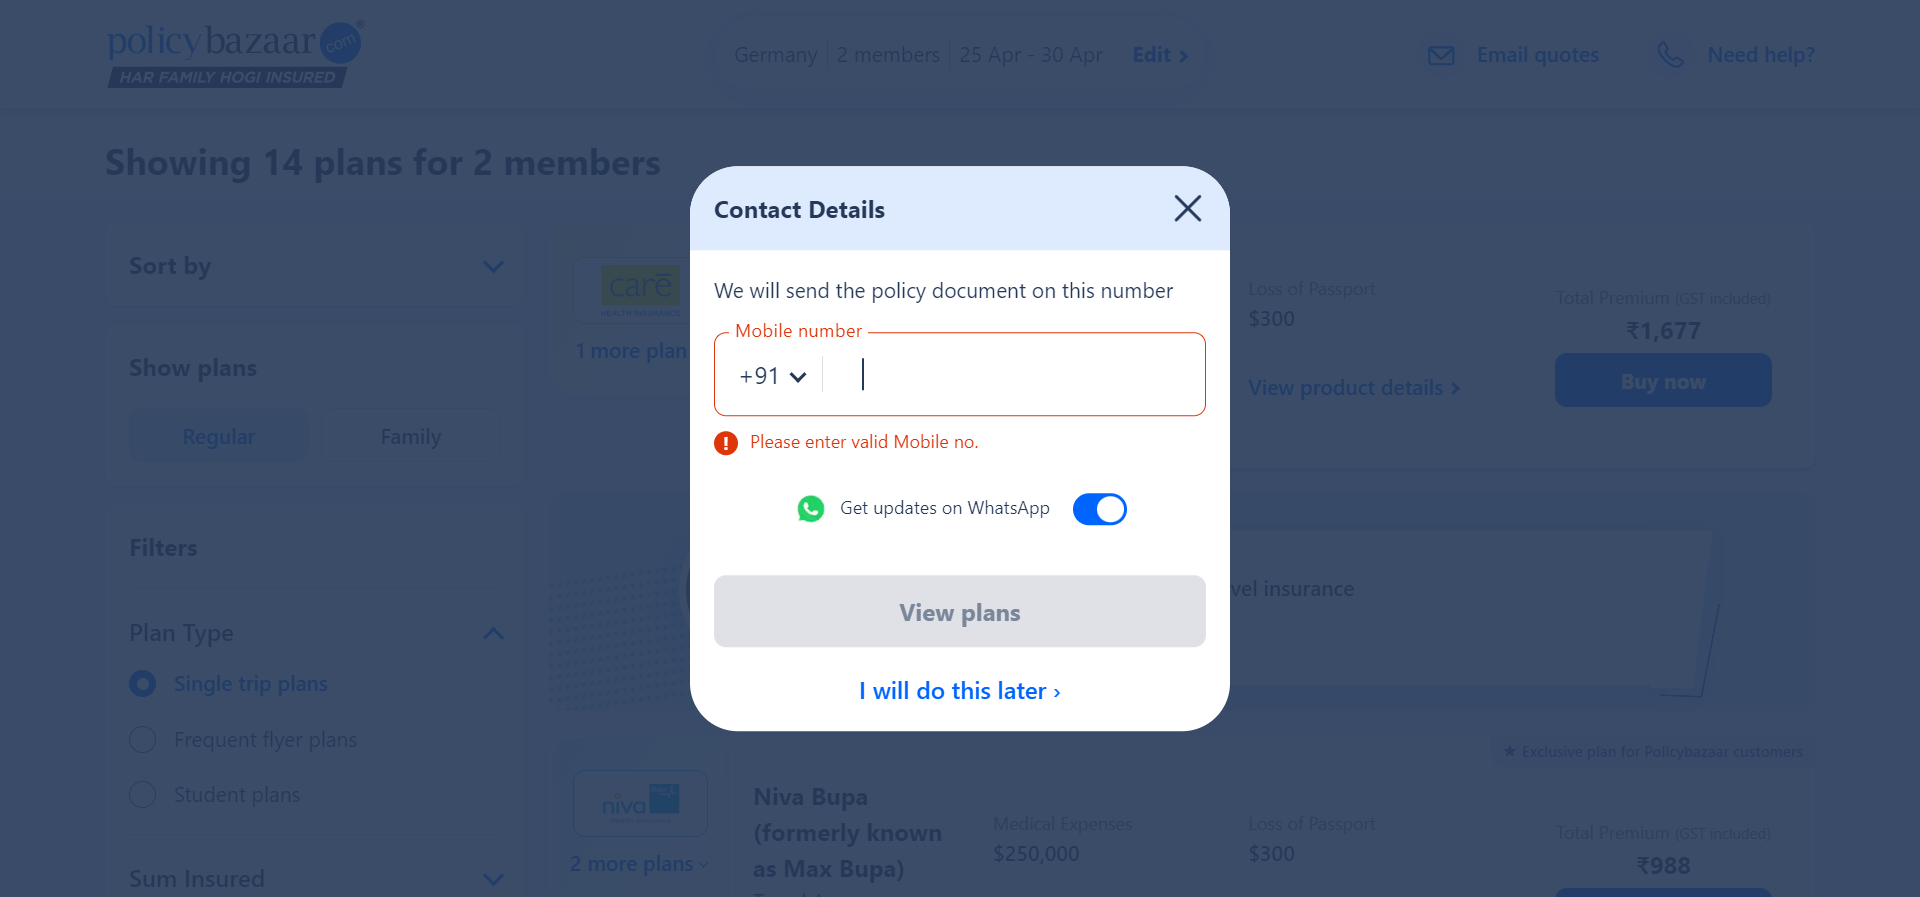 policybazaar com
HAR FAMILY HOGI INSURED
Germany 2 members 25 Apr - 30 Apr Edit ›
Email quotes
Need help?
Showing 14 plans for 2 members
Sort by
Show plans
Regular Family
Filters
Plan Type
Single trip plans
Frequent flyer plans
Student plans
Sum Insured
care
HEALTH INSURANCE
1 more plan
Contact Details
We will send the policy document on this number
Mobile number
+91
Please enter valid Mobile no.
Get updates on WhatsApp
View plans
I will do this later ›
Loss of Passport
$300
View product details ›
Total Premium (GST included)
₹1,677
Buy now
vel insurance
★ Exclusive plan for Policybazaar customers
niva
2 more plans
Niva Bupa
(formerly known
as Max Bupa)
Medical Expenses
$250,000
Loss of Passport
$300
Total Premium (GST included)
₹988